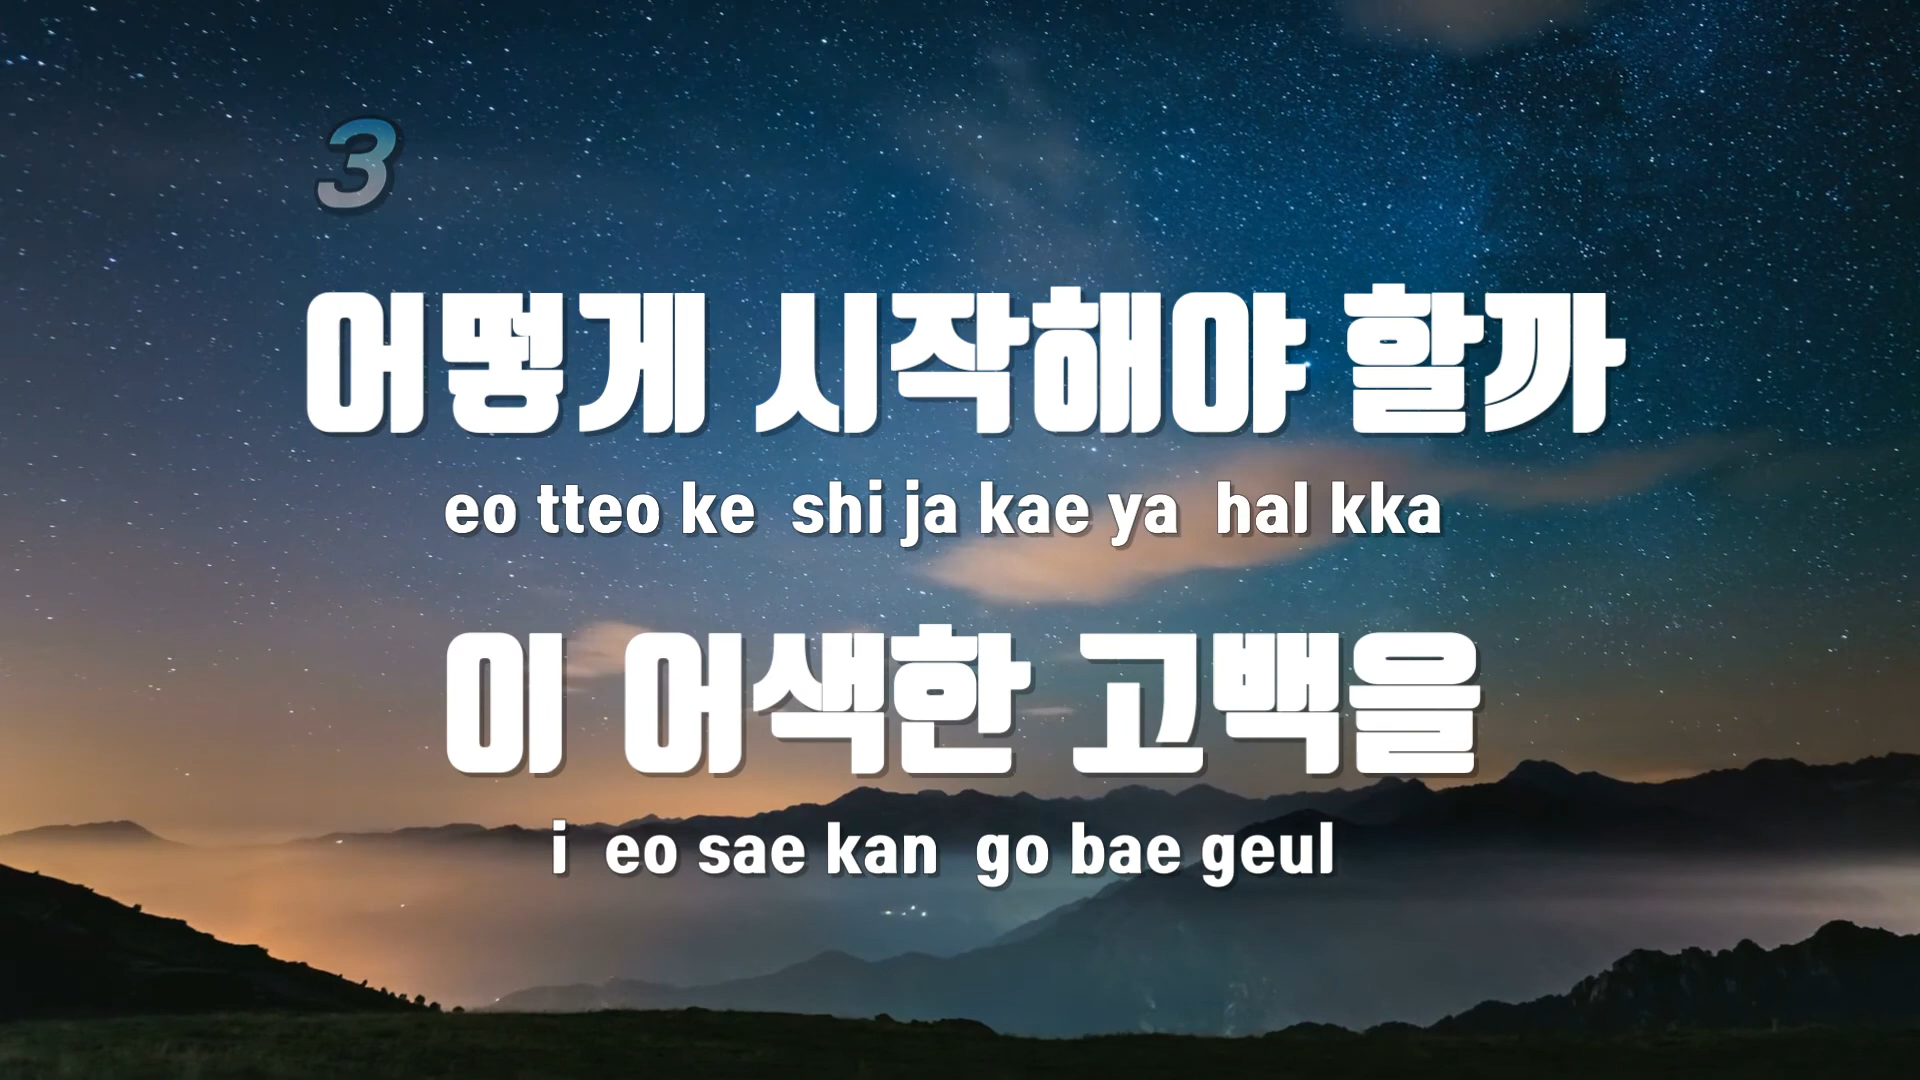 3
어떻게 시작해야 할까
eo tteo ke shi ja kae ya hal kka
이 어색한 고백을
i eo sae kan go bae geul